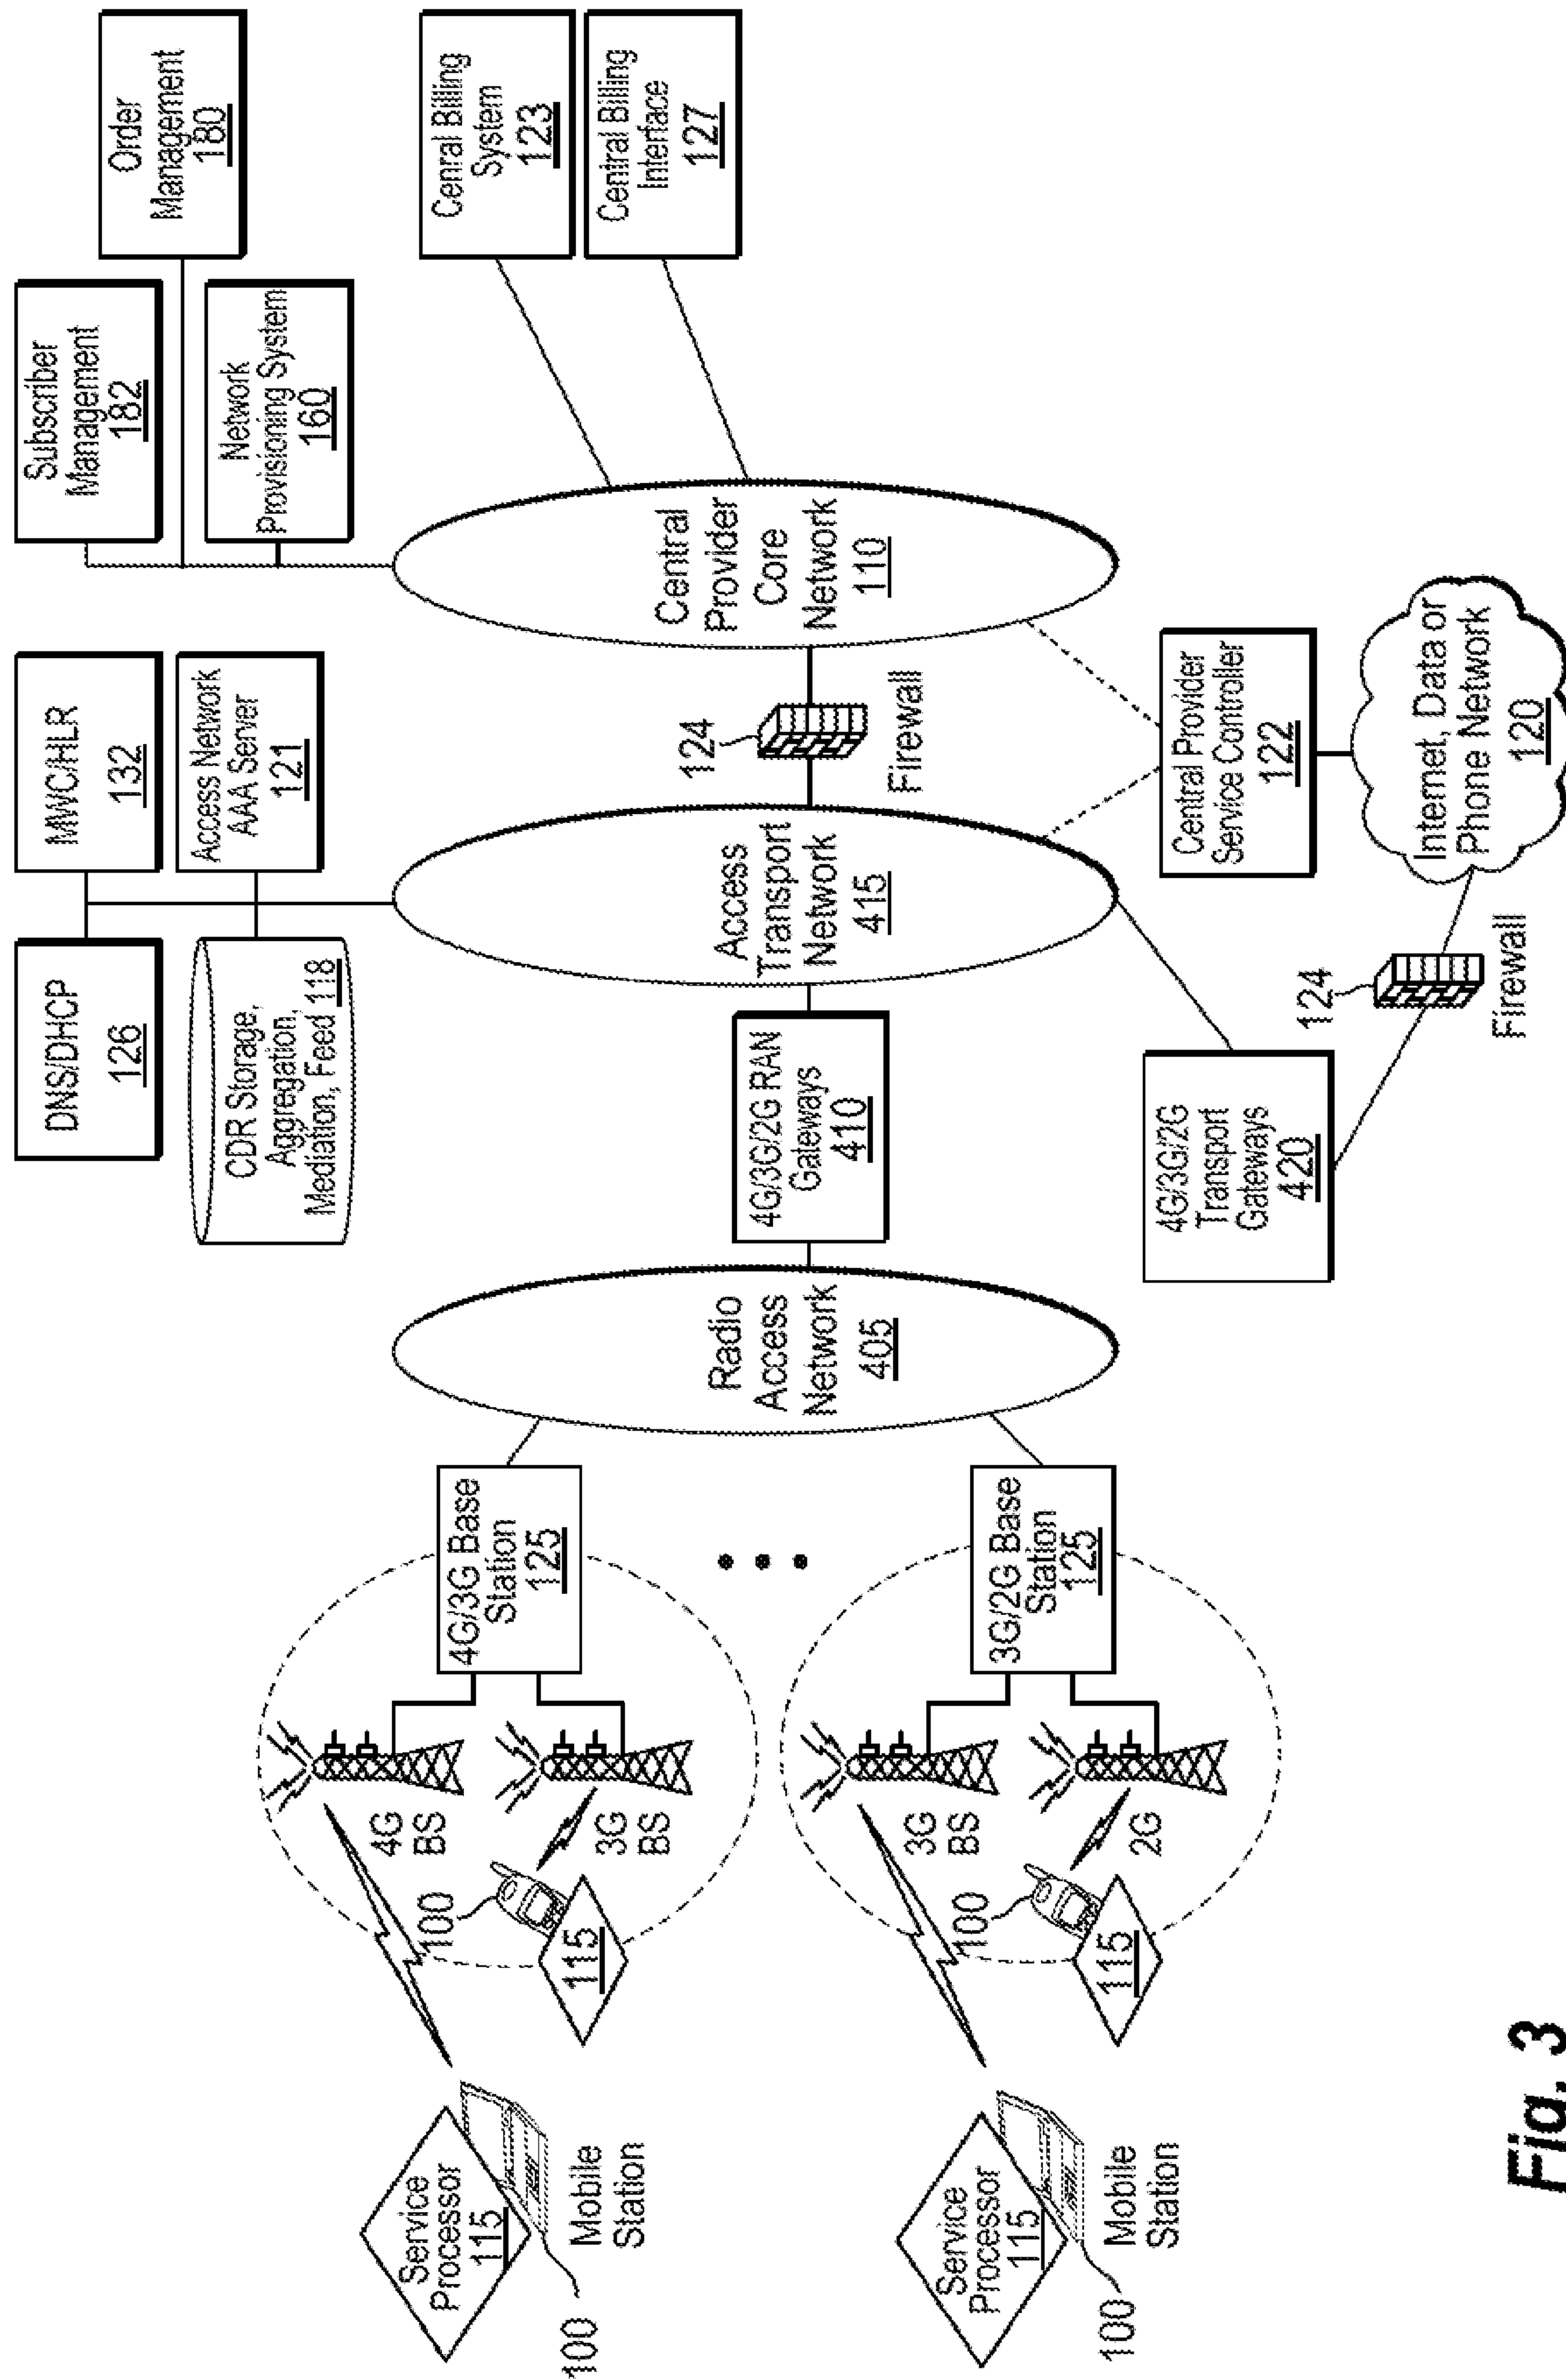 DNS/DHCP
126
MWC/HLR
132
Subscriber
Management
182
Order
Management
180
CDR Storage,
Aggregation,
Mediation, Feed 118
Access Network
AAA Server
121
Network
Provisioning System
160
Cenral Billing
System
123
Central Billing
Interface
127
Service
Processor
115
100
Mobile
Station
4G
BS
100
115
3G
BS
4G/3G Base
Station
125
Radio
Access
Network
405
4G/3G/2G RAN
Gateways
410
Access
Transport
Network
415
124
Firewall
Central
Provider
Core
Network
110
Service
Processor
115
100
Mobile
Station
3G
BS
100
115
2G
3G/2G Base
Station
125
4G/3G/2G
Transport
Gateways
420
Central Provider
Service Controller
122
124
Firewall
Internet, Data or
Phone Network
120
Fig. 3